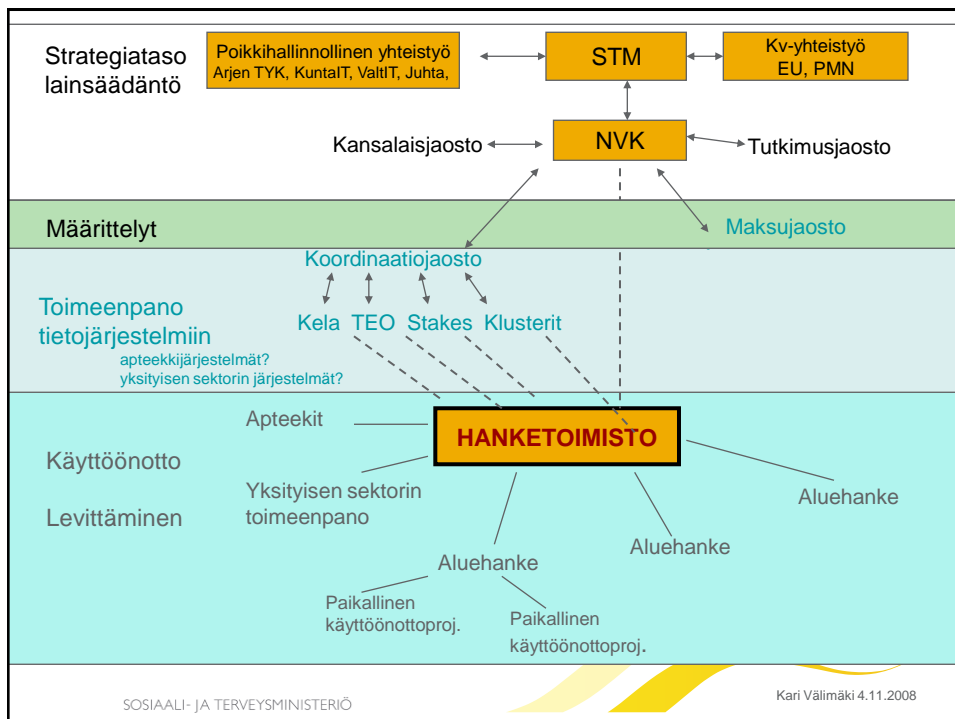 Strategiataso
lainsäädäntö
Poikkihallinnollinen yhteistyö
Arjen TYK, KuntaIT, ValtIT, Juhta,
STM
Kv-yhteistyö
EU, PMN
Kansalaisjaosto
NVK
Tutkimusjaosto
Määrittelyt
Maksujaosto
Koordinaatiojaosto
Toimeenpano
tietojärjestelmiin
apteekkijärjestelmät?
yksityisen sektorin järjestelmät?
Kela TEO Stakes Klusterit
Käyttöönotto
Levittäminen
Apteekit
HANKETOIMISTO
Yksityisen sektorin
toimeenpano
Aluehanke
Aluehanke
Aluehanke
Paikallinen
käyttöönottoproj.
Paikallinen
käyttöönottoproj.
SOSIAALI- JA TERVEYSMINISTERIÖ
Kari Välimäki 4.11.2008